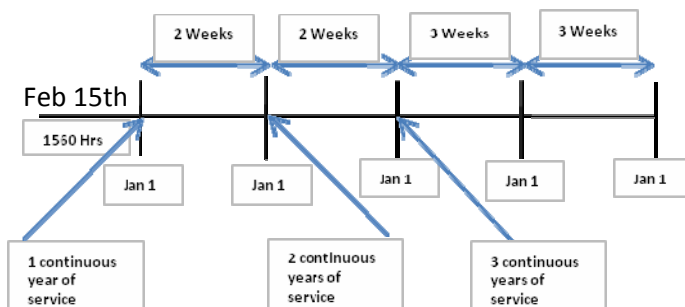 2 Weeks
2 Weeks
3 Weeks
3 Weeks
Feb 15th
1560 Hrs
Jan 1
Jan 1
Jan 1
Jan 1
Jan 1
1 continuous
year of
service
2 continuous
years of
service
3 continuous
years of
service